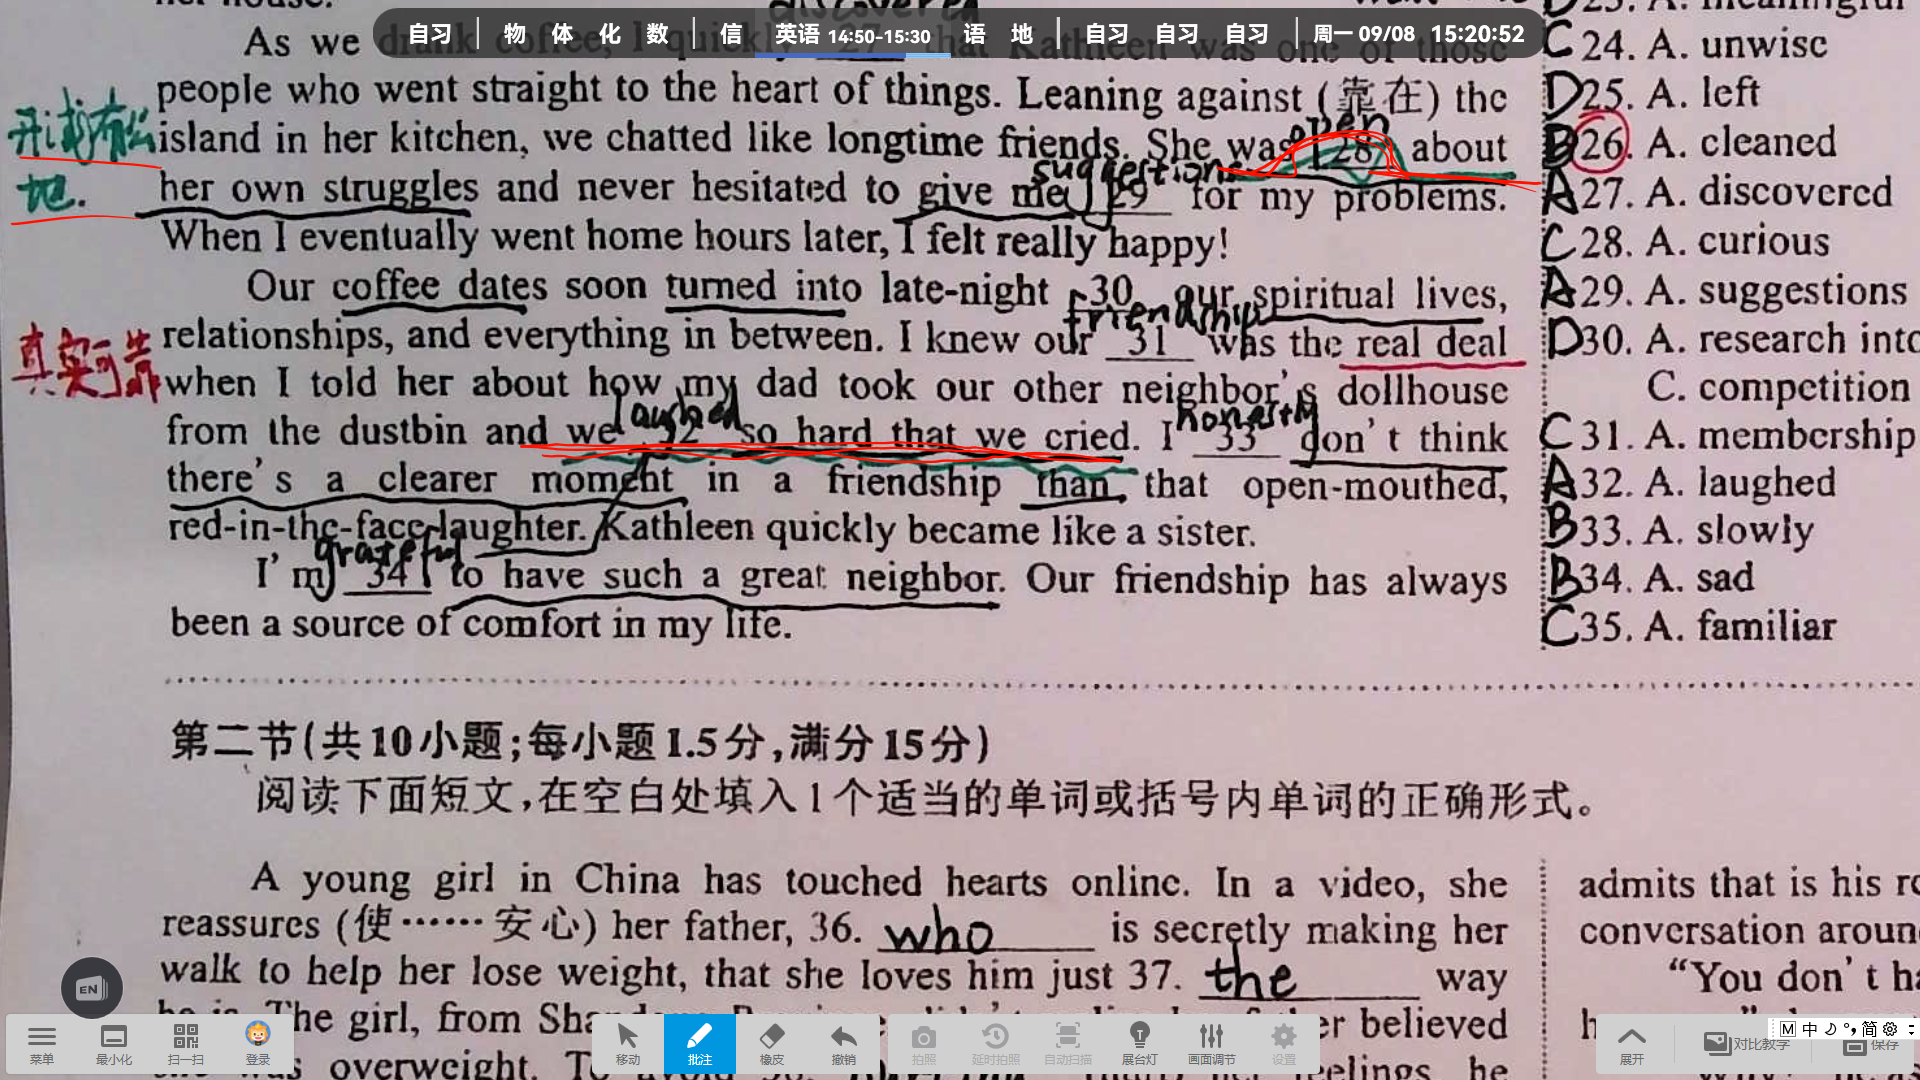 自习 物 体 化 数 信 英语 14:50-15:30 语 地 自习 自习 自习 周一 09/08 15:20:52
As we drank coffee, I quickly 27 that Kathleen was one of those
people who went straight to the heart of things. Leaning against (靠在) the
island in her kitchen, we chatted like longtime friends. She was 28 about
open
suggestions
her own struggles and never hesitated to give me 29 for my problems.
When I eventually went home hours later, I felt really happy!
Our coffee dates soon turned into late-night 30 our spiritual lives,
friendship
relationships, and everything in between. I knew our 31 was the real deal
when I told her about how my dad took our other neighbor's dollhouse
laughed
honestly
from the dustbin and we 32 so hard that we cried. I 33 don't think
there's a clearer moment in a friendship than that open-mouthed,
red-in-the-face laughter. Kathleen quickly became like a sister.
grateful
I'm 34 to have such a great neighbor. Our friendship has always
been a source of comfort in my life.
真实可靠
地.
C 24. A. unwise
D 25. A. left
B 26. A. cleaned
A 27. A. discovered
C 28. A. curious
A 29. A. suggestions
D 30. A. research into
C. competition
C 31. A. membership
A 32. A. laughed
B 33. A. slowly
B 34. A. sad
C 35. A. familiar
第二节(共10小题;每小题1.5分,满分15分)
阅读下面短文,在空白处填入1个适当的单词或括号内单词的正确形式。
A young girl in China has touched hearts online. In a video, she
reassures (使……安心) her father, 36. who is secretly making her
walk to help her lose weight, that she loves him just 37. the way
he is. The girl, from
er believed
was overweight.
feelings, he
admits that is his
conversation
"You don't
EN
菜单 最小化 扫一扫 登录 移动 批注 橡皮 撤销 拍照 延时拍照 自动扫描 展台灯 画面调节 设置 展开 对比教学 保存
M 中 简